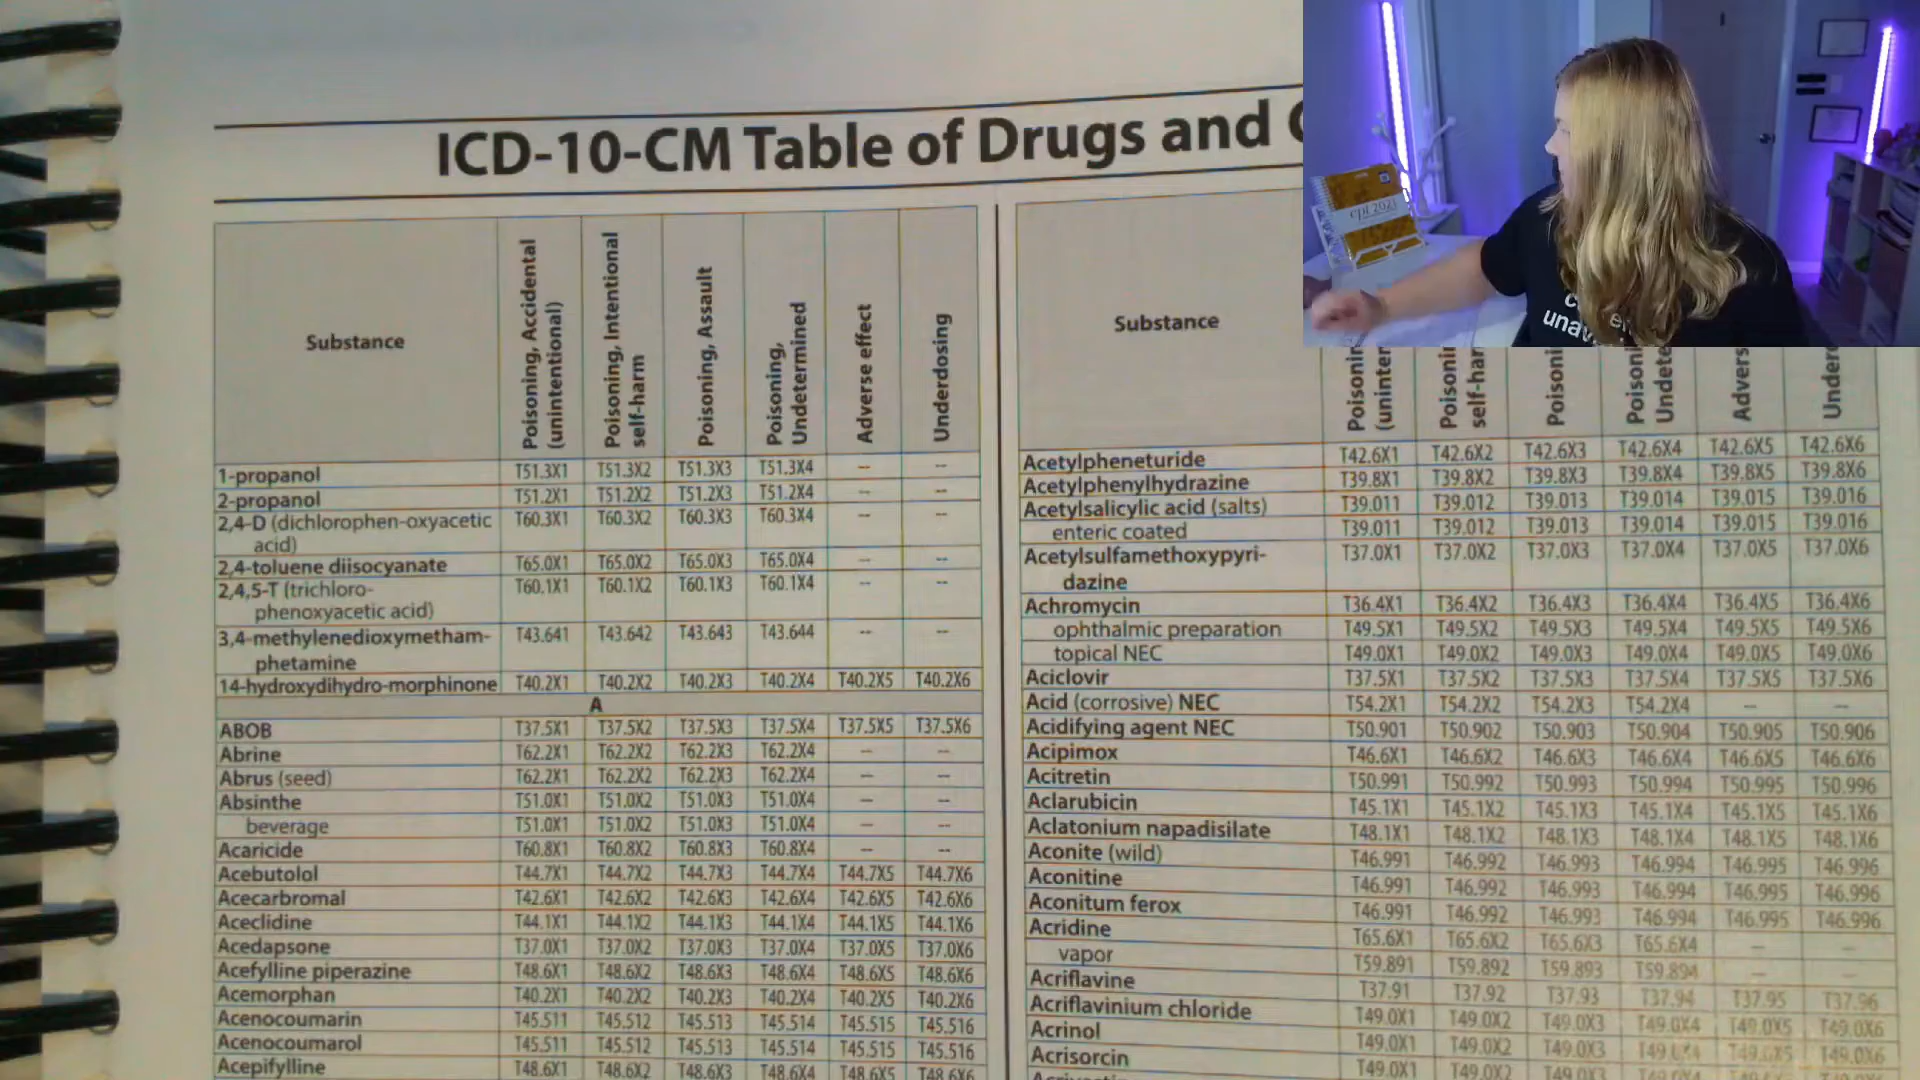 ICD-10-CM Table of Drugs and
Substance
Poisoning, Accidental
(unintentional)
Poisoning, Intentional
self-harm
Poisoning, Assault
Poisoning,
Undetermined
Adverse effect
Underdosing
1-propanol T51.3X1 T51.3X2 T51.3X3 T51.3X4 -- --
2-propanol T51.2X1 T51.2X2 T51.2X3 T51.2X4 -- --
2,4-D (dichlorophen-oxyacetic T60.3X1 T60.3X2 T60.3X3 T60.3X4 -- --
acid)
2,4-toluene diisocyanate T65.0X1 T65.0X2 T65.0X3 T65.0X4 -- --
2,4,5-T (trichloro- T60.1X1 T60.1X2 T60.1X3 T60.1X4 -- --
phenoxyacetic acid)
3,4-methylenedioxymetham- T43.641 T43.642 T43.643 T43.644 -- --
phetamine
14-hydroxydihydro-morphinone T40.2X1 T40.2X2 T40.2X3 T40.2X4 T40.2X5 T40.2X6
A
ABOB T37.5X1 T37.5X2 T37.5X3 T37.5X4 T37.5X5 T37.5X6
Abrine T62.2X1 T62.2X2 T62.2X3 T62.2X4 -- --
Abrus (seed) T62.2X1 T62.2X2 T62.2X3 T62.2X4 -- --
Absinthe T51.0X1 T51.0X2 T51.0X3 T51.0X4 -- --
beverage T51.0X1 T51.0X2 T51.0X3 T51.0X4 -- --
Acaricide T60.8X1 T60.8X2 T60.8X3 T60.8X4 -- --
Acebutolol T44.7X1 T44.7X2 T44.7X3 T44.7X4 T44.7X5 T44.7X6
Acecarbromal T42.6X1 T42.6X2 T42.6X3 T42.6X4 T42.6X5 T42.6X6
Aceclidine T44.1X1 T44.1X2 T44.1X3 T44.1X4 T44.1X5 T44.1X6
Acedapsone T37.0X1 T37.0X2 T37.0X3 T37.0X4 T37.0X5 T37.0X6
Acefylline piperazine T48.6X1 T48.6X2 T48.6X3 T48.6X4 T48.6X5 T48.6X6
Acemorphan T40.2X1 T40.2X2 T40.2X3 T40.2X4 T40.2X5 T40.2X6
Acenocoumarin T45.511 T45.512 T45.513 T45.514 T45.515 T45.516
Acenocoumarol T45.511 T45.512 T45.513 T45.514 T45.515 T45.516
Acepifylline T48.6X1 T48.6X2 T48.6X3 T48.6X4 T48.6X5 T48.6X6
Substance
Acetylpheneturide T42.6X1 T42.6X2 T42.6X3 T42.6X4 T42.6X5 T42.6X6
Acetylphenylhydrazine T39.8X1 T39.8X2 T39.8X3 T39.8X4 T39.8X5 T39.8X6
Acetylsalicylic acid (salts) T39.011 T39.012 T39.013 T39.014 T39.015 T39.016
enteric coated T39.011 T39.012 T39.013 T39.014 T39.015 T39.016
Acetylsulfamethoxypyri- T37.0X1 T37.0X2 T37.0X3 T37.0X4 T37.0X5 T37.0X6
dazine
Achromycin T36.4X1 T36.4X2 T36.4X3 T36.4X4 T36.4X5 T36.4X6
ophthalmic preparation T49.5X1 T49.5X2 T49.5X3 T49.5X4 T49.5X5 T49.5X6
topical NEC T49.0X1 T49.0X2 T49.0X3 T49.0X4 T49.0X5 T49.0X6
Aciclovir T37.5X1 T37.5X2 T37.5X3 T37.5X4 T37.5X5 T37.5X6
Acid (corrosive) NEC T54.2X1 T54.2X2 T54.2X3 T54.2X4 -- --
Acidifying agent NEC T50.901 T50.902 T50.903 T50.904 T50.905 T50.906
Acipimox T46.6X1 T46.6X2 T46.6X3 T46.6X4 T46.6X5 T46.6X6
Acitretin T50.991 T50.992 T50.993 T50.994 T50.995 T50.996
Aclarubicin T45.1X1 T45.1X2 T45.1X3 T45.1X4 T45.1X5 T45.1X6
Aclatonium napadisilate T48.1X1 T48.1X2 T48.1X3 T48.1X4 T48.1X5 T48.1X6
Aconite (wild) T46.991 T46.992 T46.993 T46.994 T46.995 T46.996
Aconitine T46.991 T46.992 T46.993 T46.994 T46.995 T46.996
Aconitum ferox T46.991 T46.992 T46.993 T46.994 T46.995 T46.996
Acridine T65.6X1 T65.6X2 T65.6X3 T65.6X4 -- --
vapor T59.891 T59.892 T59.893 T59.894 -- --
Acriflavine T37.91 T37.92 T37.93 T37.94 T37.95 T37.96
Acriflavinium chloride T49.0X1 T49.0X2 T49.0X3 T49.0X4 T49.0X5 T49.0X6
Acrinol T49.0X1 T49.0X2 T49.0X3 T49.0X4 T49.0X5 T49.0X6
Acrisorcin T49.0X1 T49.0X2 T49.0X3
cpt 2021